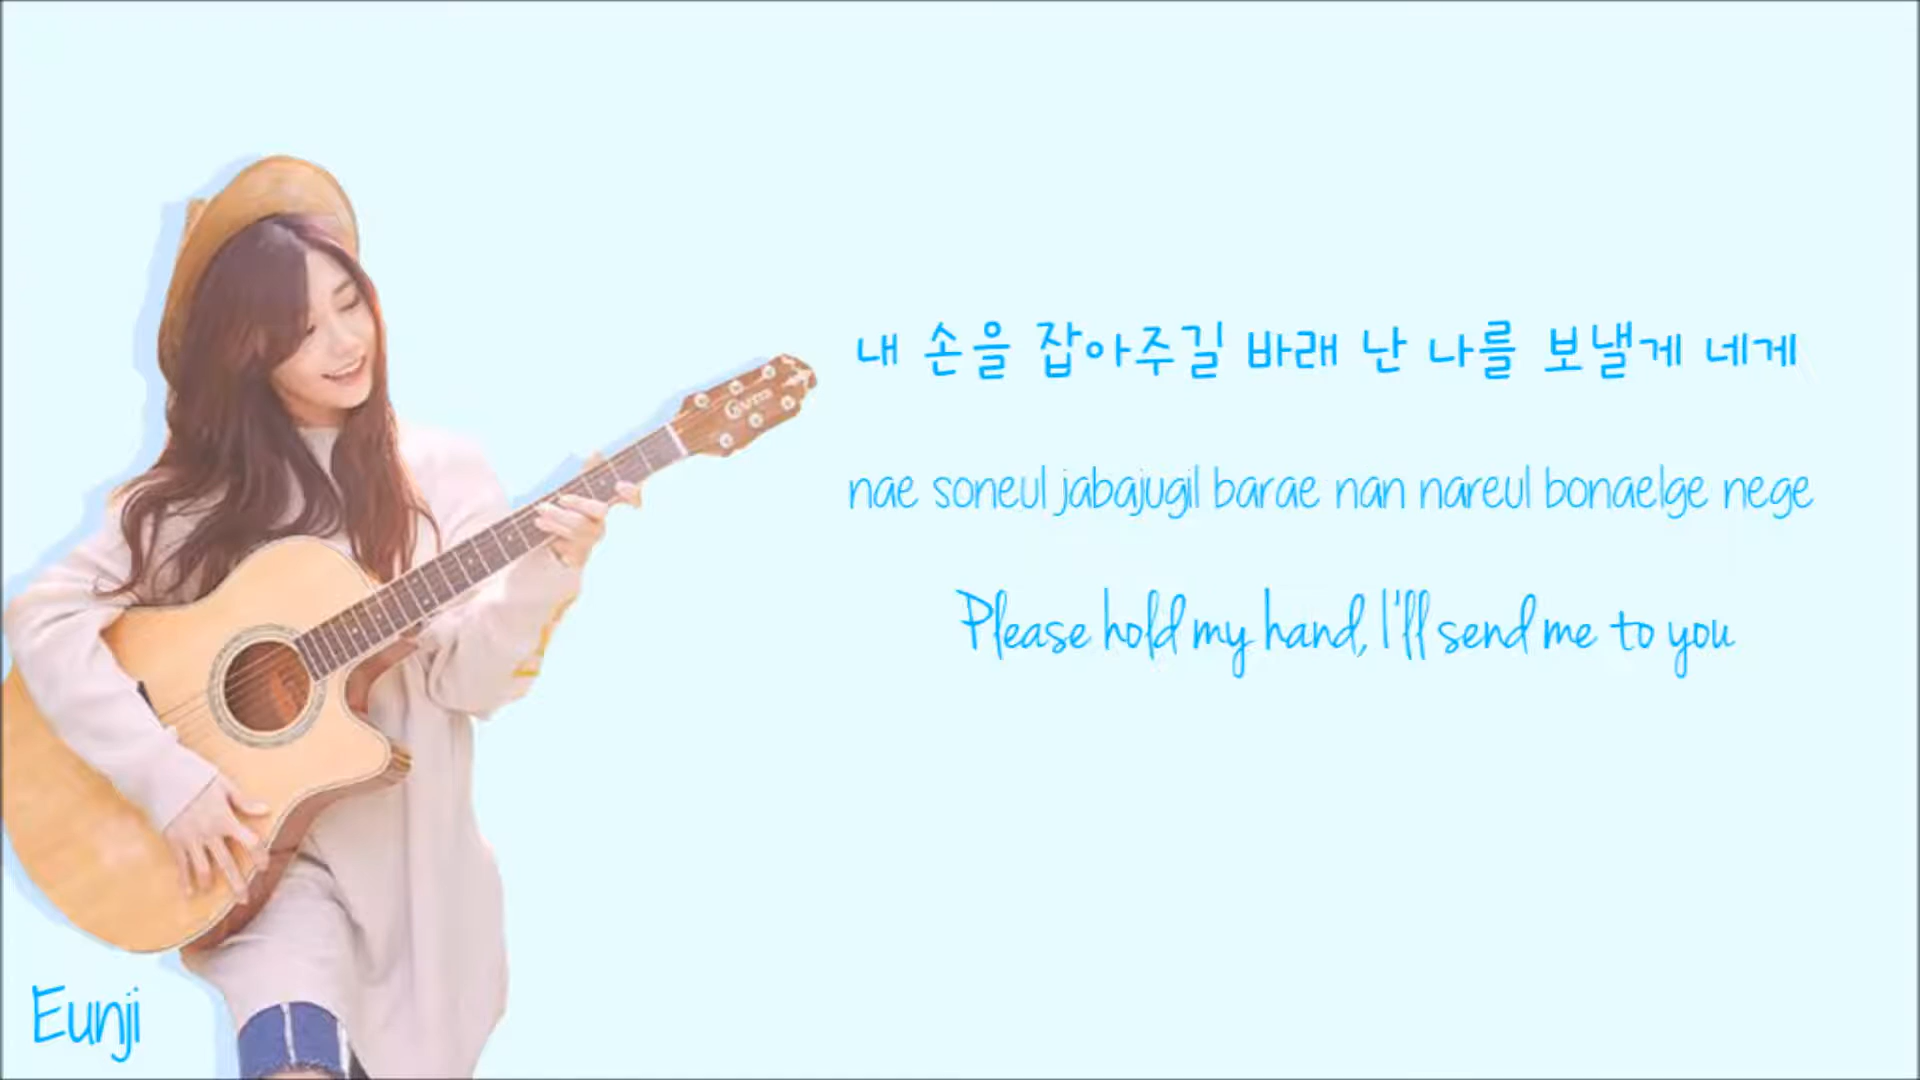 내 손을 잡아주길 바래 난 나를 보낼게 네게
nae soneul jabajugil barae nan nareul bonaelge nege
Please hold my hand, I'll send me to you
Eunji